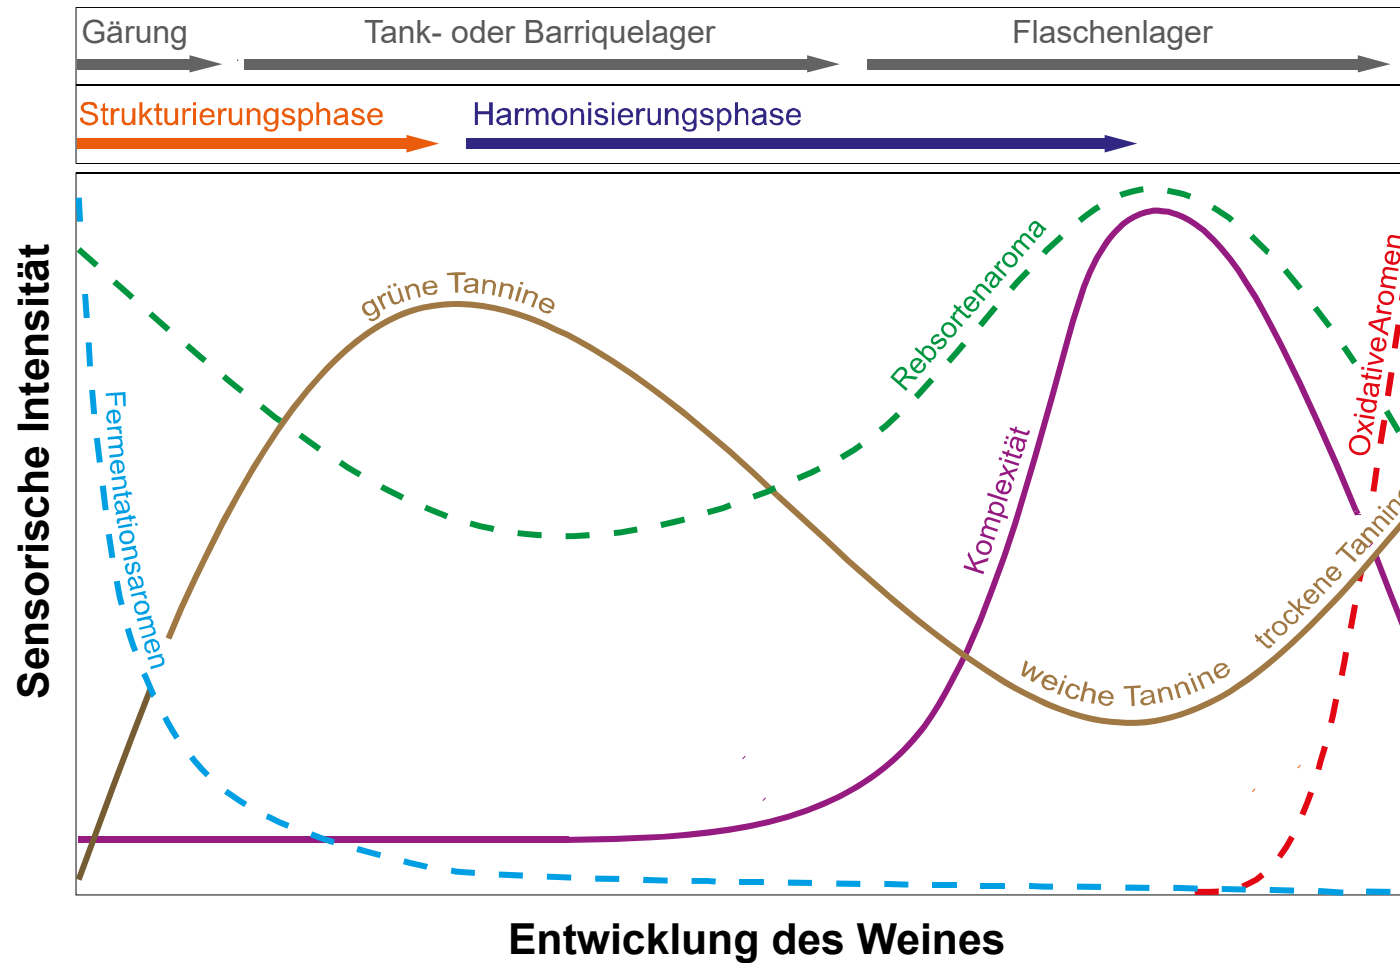 Gärung
Tank- oder Barriquelager
Flaschenlager
Strukturierungsphase
Harmonisierungsphase
Sensorische Intensität
grüne Tannine
Fermentationsaromen
Rebsortenaroma
Komplexität
OxidativeAromen
weiche Tannine
trockene Tannine
Entwicklung des Weines